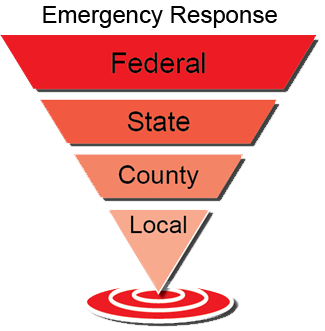 Emergency Response
Federal
State
County
Local